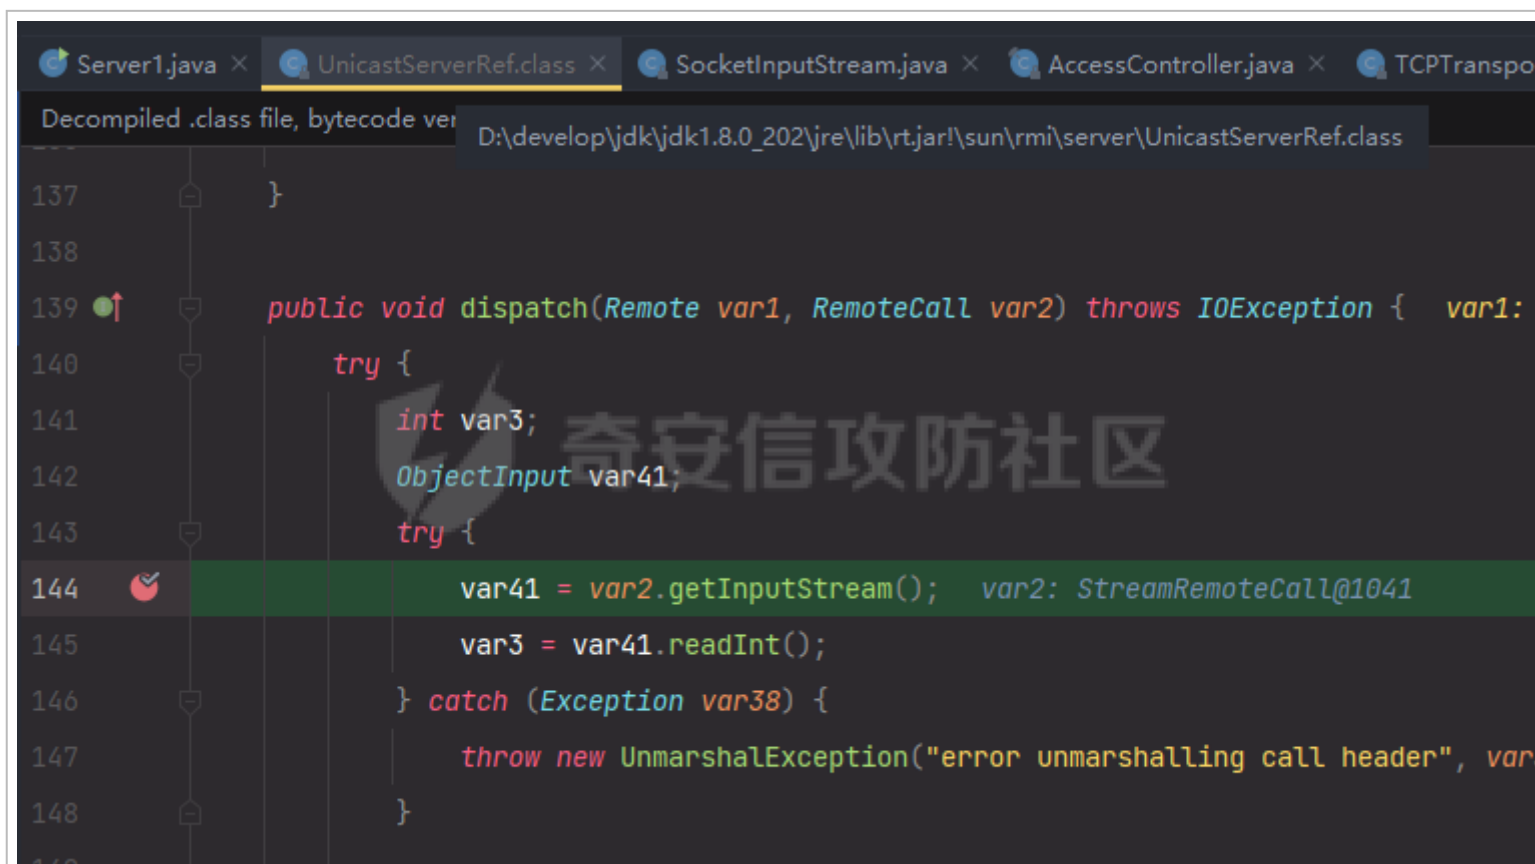 Server1.java × UnicastServerRef.class × SocketInputStream.java × AccessController.java × TCPTranspo
Decompiled .class file, bytecode ver
D:\develop\jdk\jdk1.8.0_202\jre\lib\rt.jar!\sun\rmi\server\UnicastServerRef.class
137 }
138
139 public void dispatch(Remote var1, RemoteCall var2) throws IOException { var1:
140 try {
141 int var3;
奇安信攻防社区
142 ObjectInput var41;
143 try {
144 var41 = var2.getInputStream(); var2: StreamRemoteCall@1041
145 var3 = var41.readInt();
146 } catch (Exception var38) {
147 throw new UnmarshalException("error unmarshalling call header", var
148 }